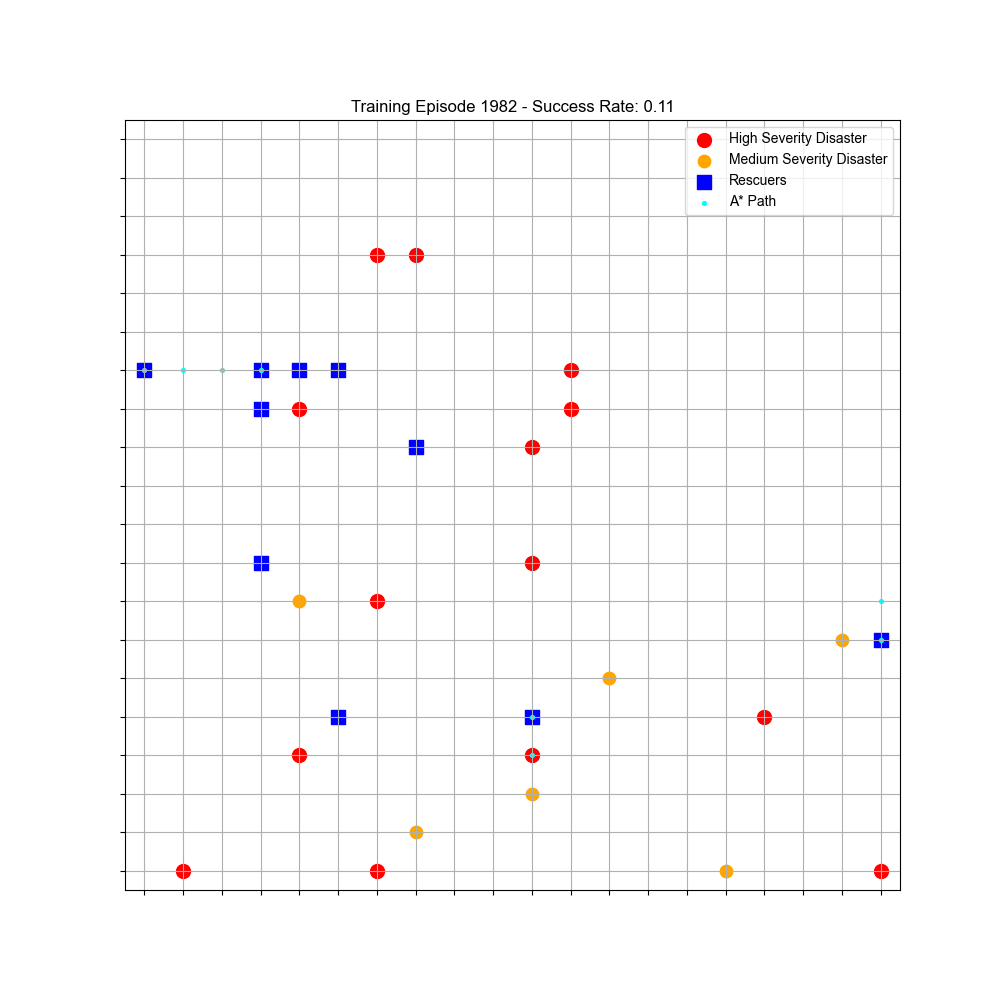 Training Episode 1982 - Success Rate: 0.11
High Severity Disaster
Medium Severity Disaster
Rescuers
A* Path